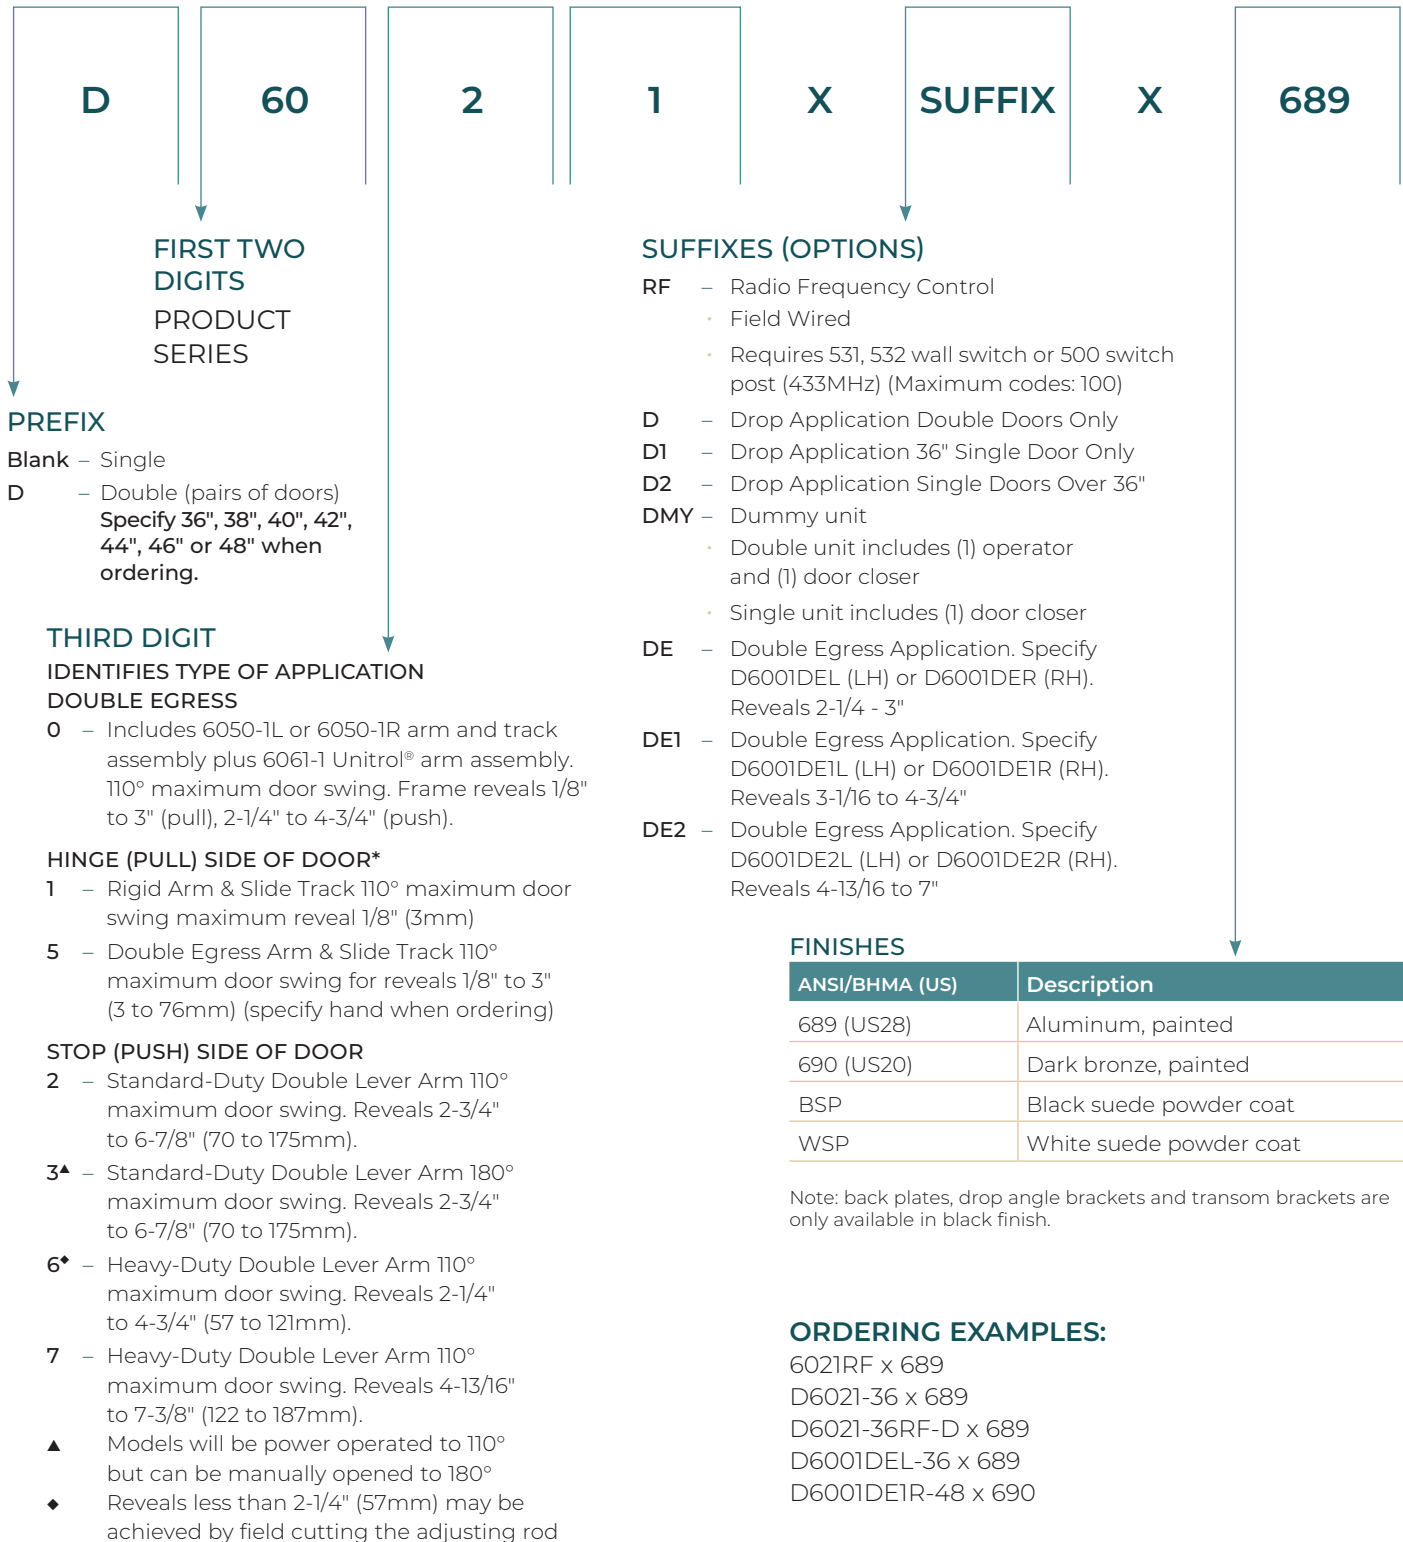 D 60 2 1 X SUFFIX X 689
FIRST TWO
DIGITS
PRODUCT
SERIES
PREFIX
Blank – Single
D – Double (pairs of doors)
Specify 36", 38", 40", 42",
44", 46" or 48" when
ordering.
THIRD DIGIT
IDENTIFIES TYPE OF APPLICATION
DOUBLE EGRESS
0 – Includes 6050-1L or 6050-1R arm and track
assembly plus 6061-1 Unitrol® arm assembly.
110° maximum door swing. Frame reveals 1/8"
to 3" (pull), 2-1/4" to 4-3/4" (push).
HINGE (PULL) SIDE OF DOOR*
1 – Rigid Arm & Slide Track 110° maximum door
swing maximum reveal 1/8" (3mm)
5 – Double Egress Arm & Slide Track 110°
maximum door swing for reveals 1/8" to 3"
(3 to 76mm) (specify hand when ordering)
STOP (PUSH) SIDE OF DOOR
2 – Standard-Duty Double Lever Arm 110°
maximum door swing. Reveals 2-3/4"
to 6-7/8" (70 to 175mm).
3▲ – Standard-Duty Double Lever Arm 180°
maximum door swing. Reveals 2-3/4"
to 6-7/8" (70 to 175mm).
6◆ – Heavy-Duty Double Lever Arm 110°
maximum door swing. Reveals 2-1/4"
to 4-3/4" (57 to 121mm).
7 – Heavy-Duty Double Lever Arm 110°
maximum door swing. Reveals 4-13/16"
to 7-3/8" (122 to 187mm).
▲ Models will be power operated to 110°
but can be manually opened to 180°
◆ Reveals less than 2-1/4" (57mm) may be
achieved by field cutting the adjusting rod
SUFFIXES (OPTIONS)
RF – Radio Frequency Control
• Field Wired
• Requires 531, 532 wall switch or 500 switch
post (433MHz) (Maximum codes: 100)
D – Drop Application Double Doors Only
D1 – Drop Application 36" Single Door Only
D2 – Drop Application Single Doors Over 36"
DMY – Dummy unit
• Double unit includes (1) operator
and (1) door closer
• Single unit includes (1) door closer
DE – Double Egress Application. Specify
D6001DEL (LH) or D6001DER (RH).
Reveals 2-1/4 - 3"
DE1 – Double Egress Application. Specify
D6001DE1L (LH) or D6001DE1R (RH).
Reveals 3-1/16 to 4-3/4"
DE2 – Double Egress Application. Specify
D6001DE2L (LH) or D6001DE2R (RH).
Reveals 4-13/16 to 7"
FINISHES
ANSI/BHMA (US) Description
689 (US28) Aluminum, painted
690 (US20) Dark bronze, painted
BSP Black suede powder coat
WSP White suede powder coat
Note: back plates, drop angle brackets and transom brackets are
only available in black finish.
ORDERING EXAMPLES:
6021RF x 689
D6021-36 x 689
D6021-36RF-D x 689
D6001DEL-36 x 689
D6001DE1R-48 x 690